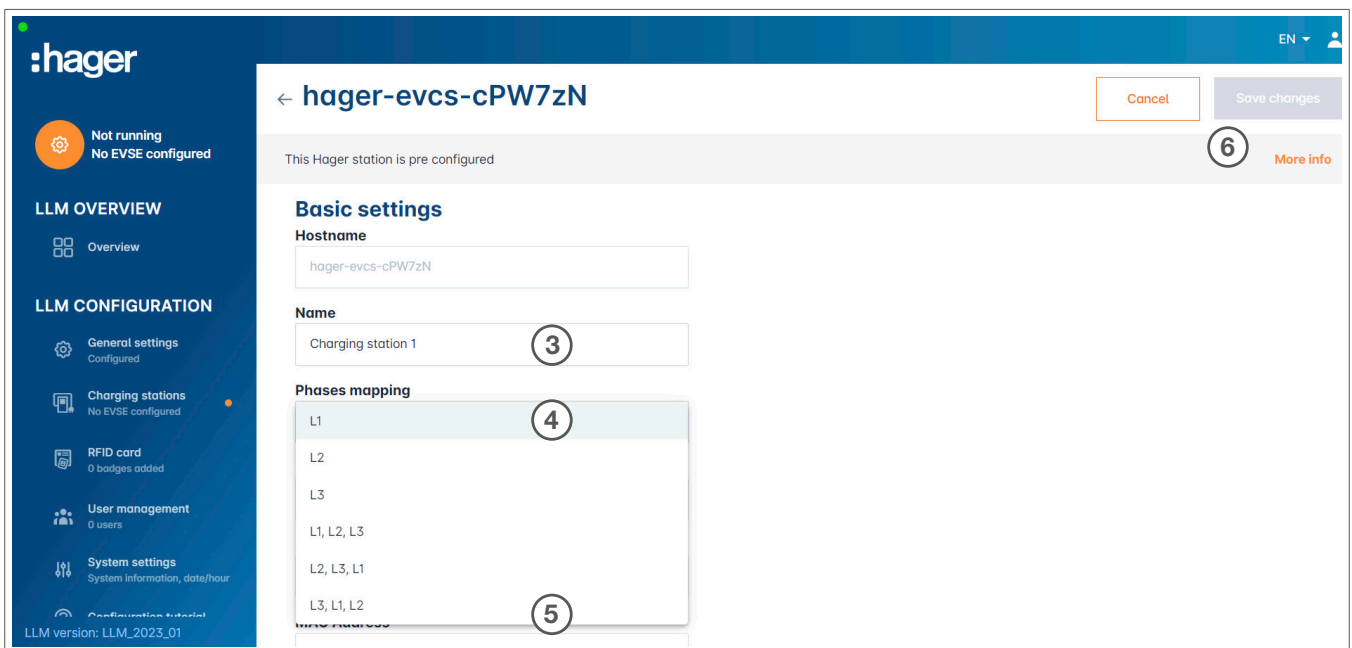 :hager
EN
Not running
No EVSE configured
LLM OVERVIEW
Overview
LLM CONFIGURATION
General settings
Configured
Charging stations
No EVSE configured
RFID card
0 badges added
User management
0 users
System settings
System information, date/hour
Configuration tutorial
LLM version: LLM_2023_01
← hager-evcs-cPW7zN
Cancel
Save changes
6
This Hager station is pre configured
More info
Basic settings
Hostname
hager-evcs-cPW7zN
Name
Charging station 1
3
Phases mapping
L1
4
L2
L3
L1, L2, L3
L2, L3, L1
L3, L1, L2
5
MAC Address